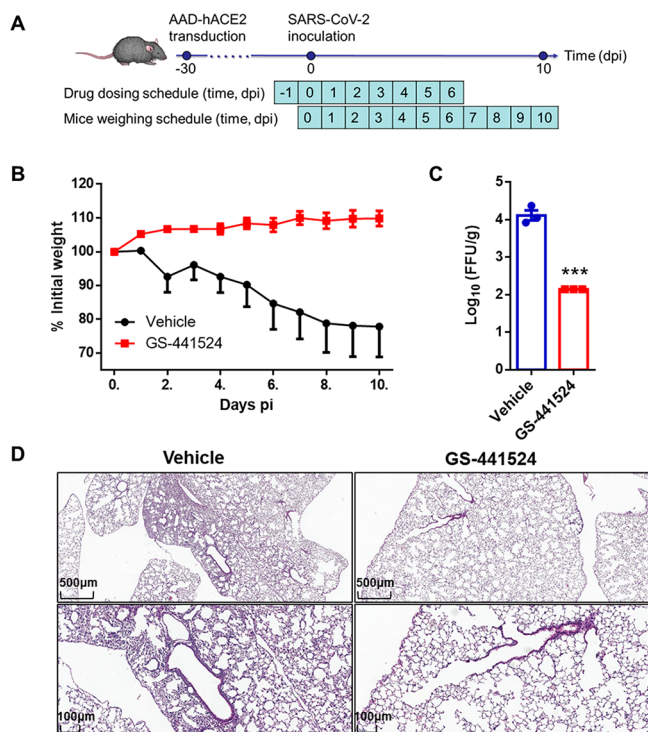 A
AAD-hACE2
transduction
SARS-CoV-2
inoculation
-30
0
10
Time (dpi)
Drug dosing schedule (time, dpi)
-1 0 1 2 3 4 5 6
Mice weighing schedule (time, dpi)
0 1 2 3 4 5 6 7 8 9 10
B
% Initial weight
120
110
100
90
80
70
Vehicle
GS-441524
0. 2. 4. 6. 8. 10.
Days pi
C
Log10 (FFU/g)
5
4
3
2
1
0
***
Vehicle
GS-441524
D
Vehicle
GS-441524
500μm
500μm
100μm
100μm